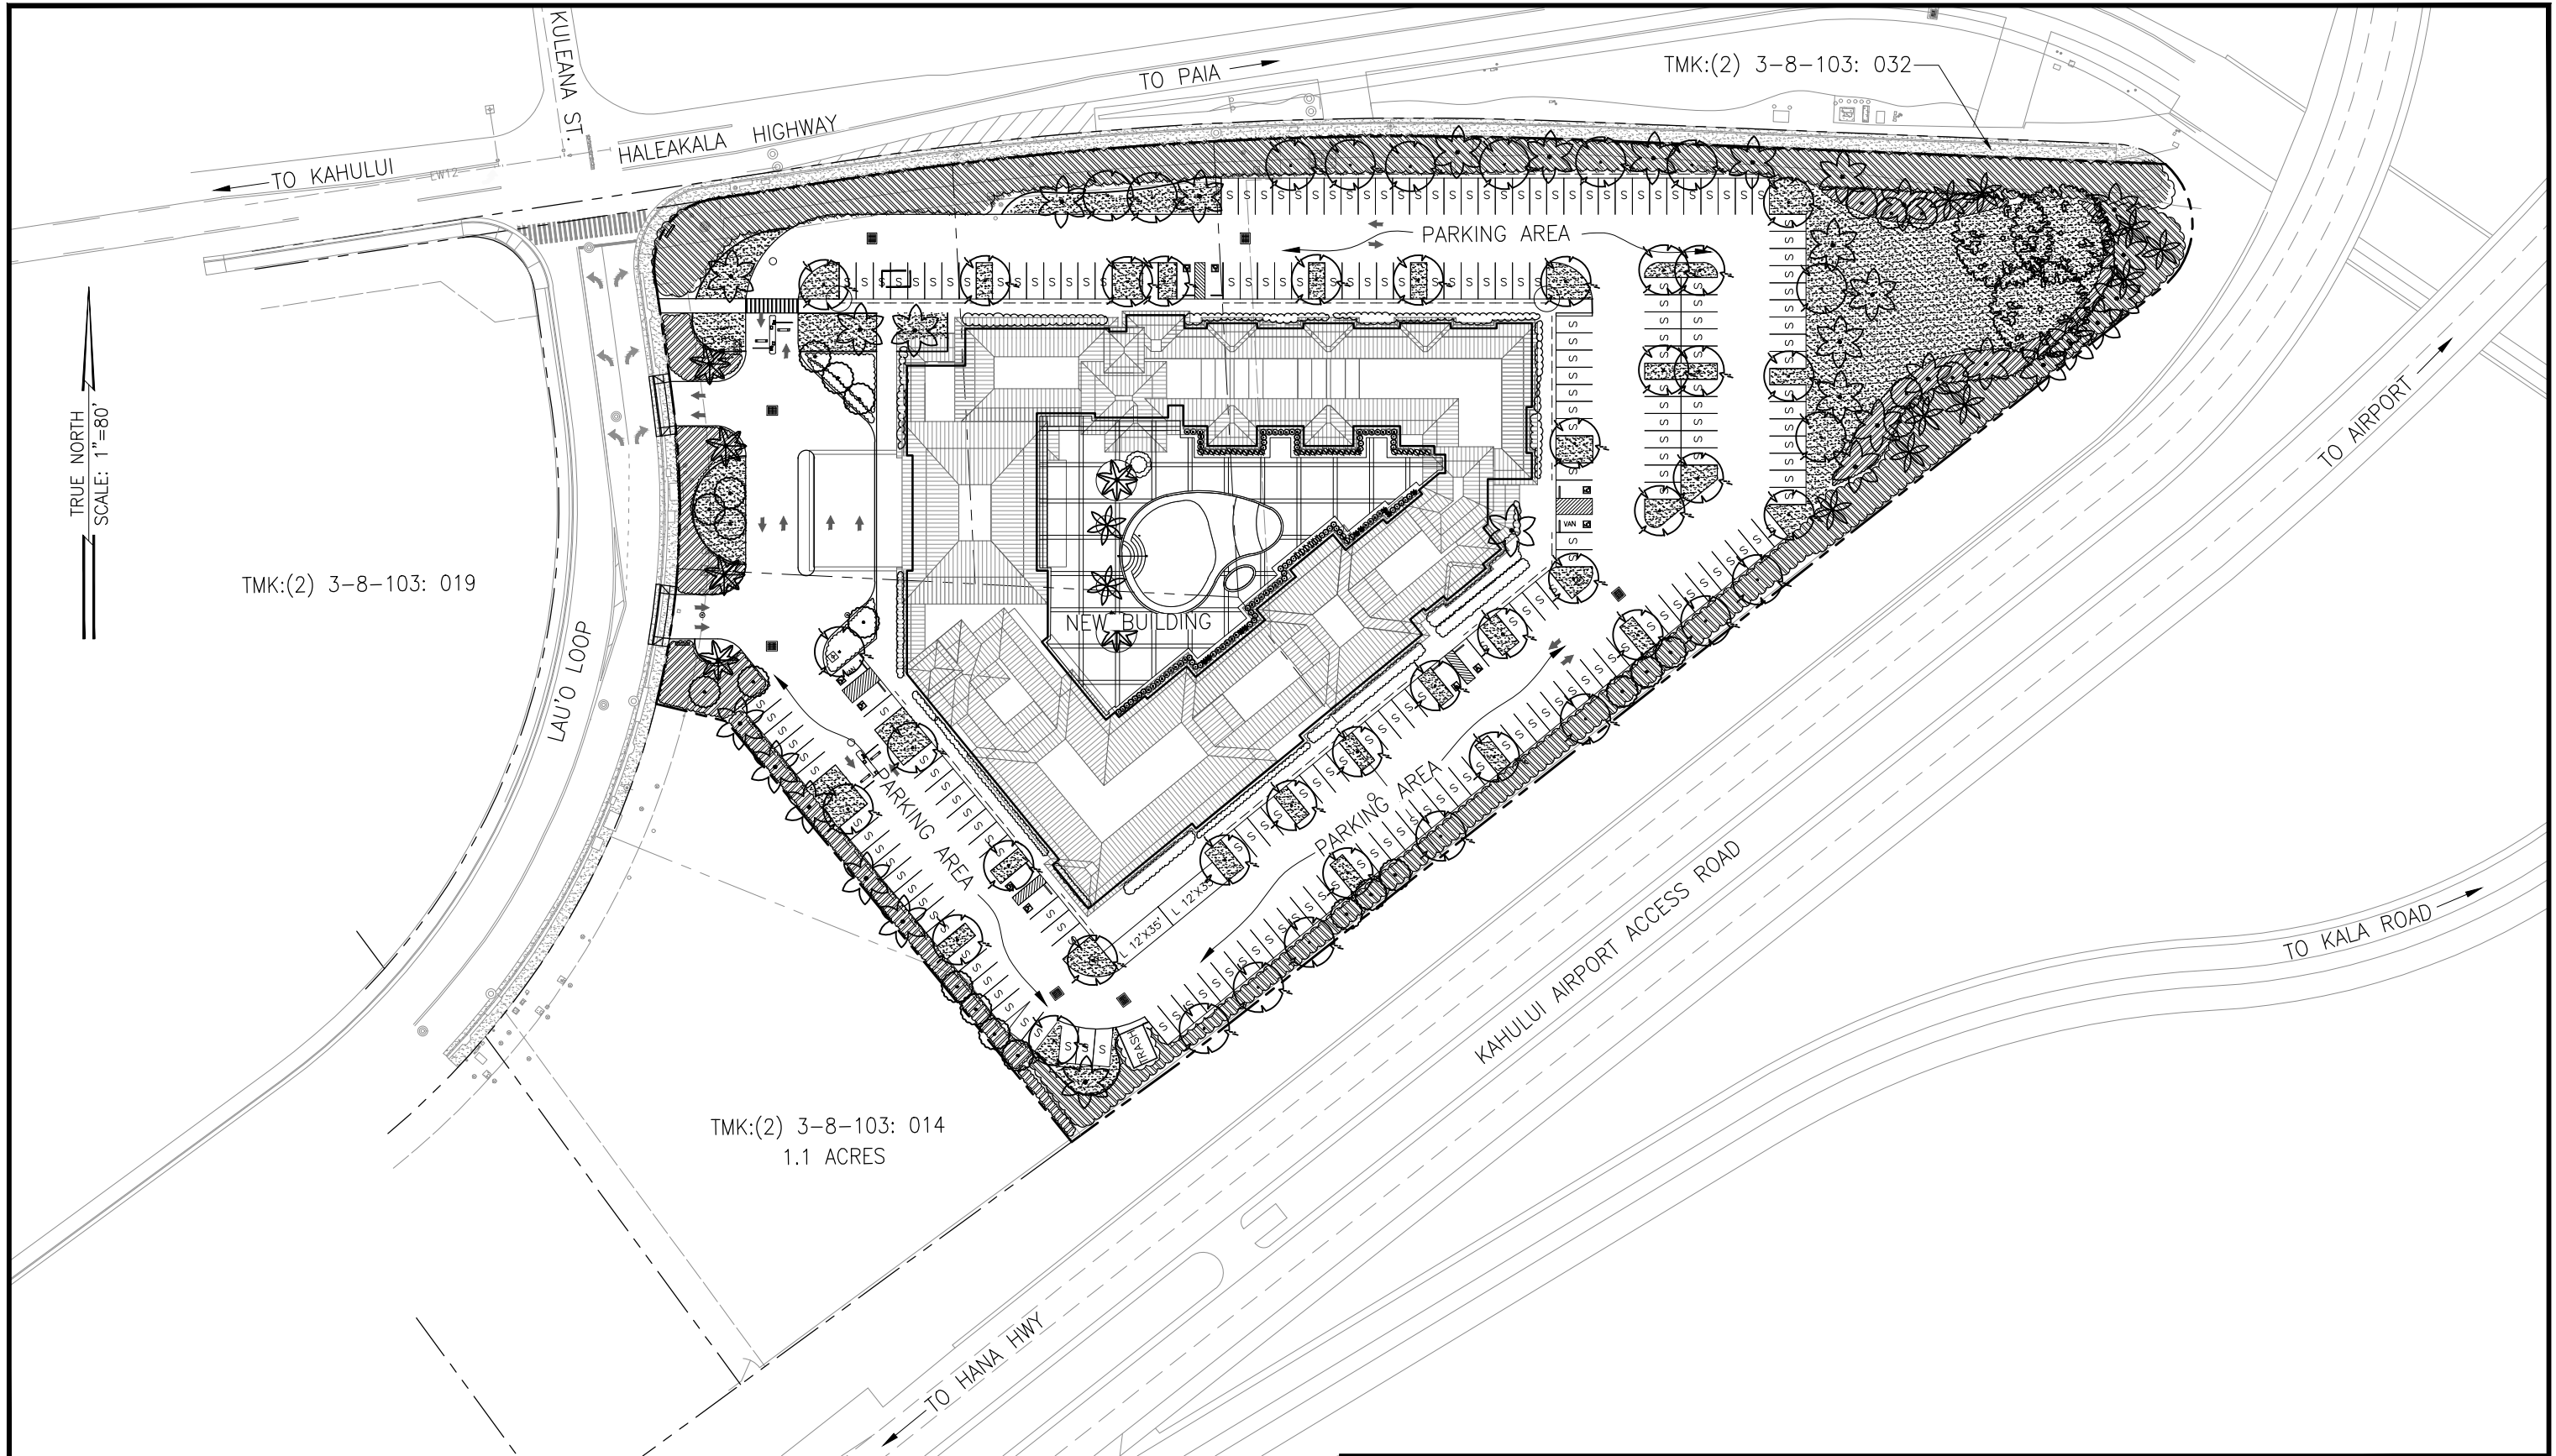 KULEANA ST.
TO PAIA
TMK:(2) 3-8-103: 032
HALEAKALA HIGHWAY
TO KAHULUI
LW12
PARKING AREA
TRUE NORTH
SCALE: 1"=80'
TO AIRPORT
VAN
TMK:(2) 3-8-103: 019
NEW BUILDING
LAU'O LOOP
PARKING AREA
PARKING AREA
L 12'X35'
L 12'X35'
KAHULUI AIRPORT ACCESS ROAD
TO KALA ROAD
TRASH
TMK:(2) 3-8-103: 014
1.1 ACRES
TO HANA HWY